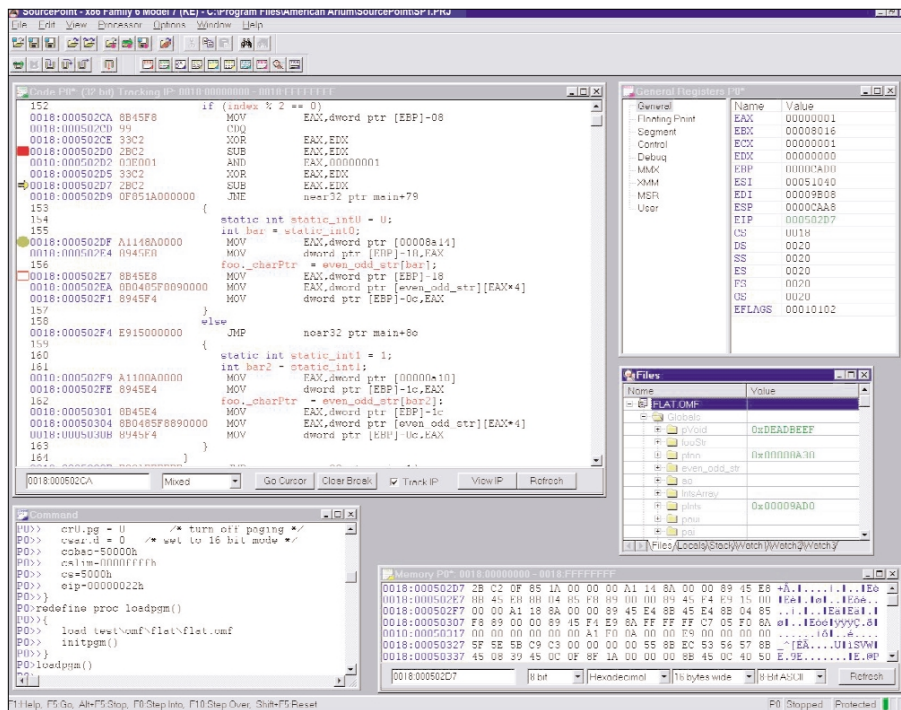 SourcePoint - x86 Family 6 Model 7 (KE) - C:\Program Files\American Arium\SourcePoint\SP1.PRJ
File Edit View Processor Options Window Help
Code P0* (32 bit) Tracking IP: 0018:00000000 - 0018:FFFFFFFF
152 if (index % 2 == 0)
0018:000502CA 8B45F8 MOV EAX,dword ptr [EBP]-08
0018:000502CD 99 CDQ
0018:000502CE 33C2 XOR EAX,EDX
0018:000502D0 2BC2 SUB EAX,EDX
0018:000502D2 83E001 AND EAX,00000001
0018:000502D5 33C2 XOR EAX,EDX
0018:000502D7 2BC2 SUB EAX,EDX
0018:000502D9 0F851A000000 JNE near32 ptr main+79
153 {
154 static int static_int0 = 0;
155 int bar = static_int0;
0018:000502DF A1148A0000 MOV EAX,dword ptr [00008a14]
0018:000502E4 8945E8 MOV dword ptr [EBP]-18,EAX
156 foo._charPtr = even_odd_str[bar];
0018:000502E7 8B45E8 MOV EAX,dword ptr [EBP]-18
0018:000502EA 8B0485F8890000 MOV EAX,dword ptr [even_odd_str][EAX*4]
0018:000502F1 8945F4 MOV dword ptr [EBP]-0c,EAX
157 }
158 else
0018:000502F4 E915000000 JMP near32 ptr main+8e
159 {
160 static int static_int1 = 1;
161 int bar2 = static_int1;
0018:000502F9 A1188A0000 MOV EAX,dword ptr [00008a18]
0018:000502FE 8945E4 MOV dword ptr [EBP]-1c,EAX
162 foo._charPtr = even_odd_str[bar2];
0018:00050301 8B45E4 MOV EAX,dword ptr [EBP]-1c
0018:00050304 8B0485F8890000 MOV EAX,dword ptr [even_odd_str][EAX*4]
0018:0005030B 8945F4 MOV dword ptr [EBP]-0c,EAX
163 }
164 }
0018:000502CA Mixed Go Cursor Clear Break Track IP View IP Refresh
General Registers P0*
General
Floating Point
Segment
Control
Debug
MMX
XMM
MSR
User
Name Value
EAX 00000001
EBX 00008016
ECX 00000001
EDX 00000000
EBP 0000CAD0
ESI 00051040
EDI 00009B08
ESP 0000CAA8
EIP 000502D7
CS 0018
DS 0020
SS 0020
ES 0020
FS 0020
GS 0020
EFLAGS 00010102
Files
Name Value
FLAT.OMF
Globals
pVoid 0xDEADBEEF
fooStr
pfoo 0x00008A30
even_odd_str
ao
IntsArray
pInts 0x00009AD0
pour
par
Files Locals Stack Watch1 Watch2 Watch3
Command
P0>> cr0.pg = 0 /* turn off paging */
P0>> csar.d = 0 /* set to 16 bit mode */
P0>> csbas=50000h
P0>> cslim=0000ffffh
P0>> cs=5000h
P0>> eip=00000022h
P0>>}
P0>redefine proc loadpgm()
P0>>{
P0>> load test\omf\flat\flat.omf
P0>> initpgm()
P0>>}
P0>loadpgm()
P0>
Memory P0*: 0018:00000000 - 0018:FFFFFFFF
0018:000502D7 2B C2 0F 85 1A 00 00 00 A1 14 8A 00 00 89 45 E8
0018:000502E7 8B 45 E8 8B 04 85 F8 89 00 00 89 45 F4 E9 15 00
0018:000502F7 00 00 A1 18 8A 00 00 89 45 E4 8B 45 E4 8B 04 85
0018:00050307 F8 89 00 00 89 45 F4 E9 8A FF FF FF C7 05 F0 8A
0018:00050317 00 00 00 00 00 00 A1 F0 0A 00 00 E9 00 00 00 00
0018:00050327 5F 5E 5B C9 C3 00 00 00 00 55 8B EC 53 56 57 8B
0018:00050337 45 08 39 45 0C 0F 8F 1A 00 00 00 8B 45 0C 40 50
0018:000502D7 8 bit Hexadecimal 16 bytes wide 8-Bit ASCII Refresh
F1:Help, F5:Go, Alt+F5:Stop, F8:Step Into, F10:Step Over, Shift+F5:Reset P0 Stopped Protected